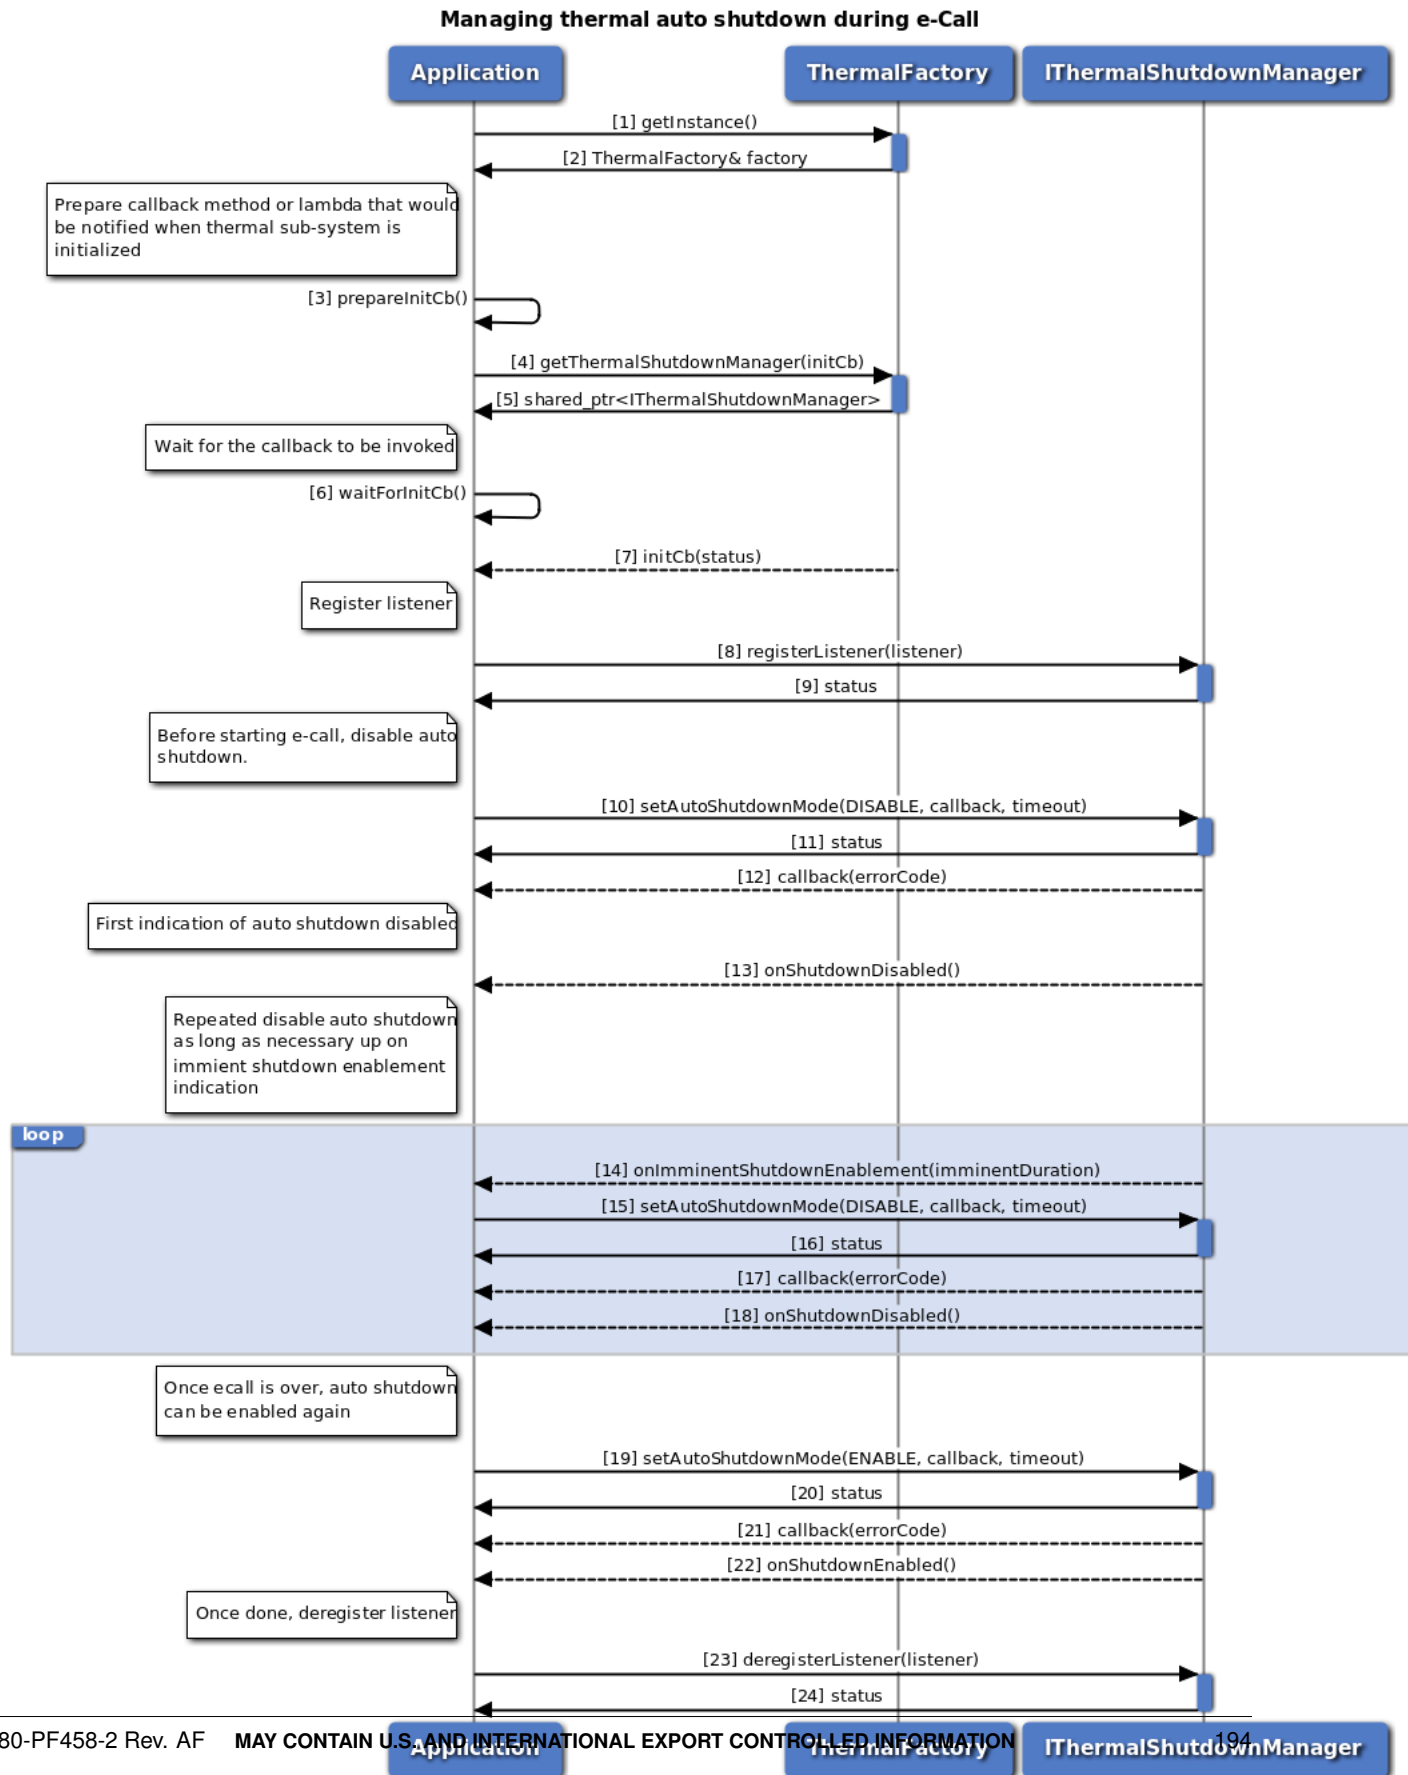 Managing thermal auto shutdown during e-Call
Application
ThermalFactory
IThermalShutdownManager
[1] getInstance()
[2] ThermalFactory& factory
Prepare callback method or lambda that would
be notified when thermal sub-system is
initialized
[3] prepareInitCb()
[4] getThermalShutdownManager(initCb)
[5] shared_ptr<IThermalShutdownManager>
Wait for the callback to be invoked
[6] waitForInitCb()
[7] initCb(status)
Register listener
[8] registerListener(listener)
[9] status
Before starting e-call, disable auto
shutdown.
[10] setAutoShutdownMode(DISABLE, callback, timeout)
[11] status
[12] callback(errorCode)
First indication of auto shutdown disabled
[13] onShutdownDisabled()
Repeated disable auto shutdown
as long as necessary up on
immient shutdown enablement
indication
loop
[14] onImminentShutdownEnablement(imminentDuration)
[15] setAutoShutdownMode(DISABLE, callback, timeout)
[16] status
[17] callback(errorCode)
[18] onShutdownDisabled()
Once ecall is over, auto shutdown
can be enabled again
[19] setAutoShutdownMode(ENABLE, callback, timeout)
[20] status
[21] callback(errorCode)
[22] onShutdownEnabled()
Once done, deregister listener
[23] deregisterListener(listener)
[24] status
80-PF458-2 Rev. AF
MAY CONTAIN U.S. AND INTERNATIONAL EXPORT CONTROLLED INFORMATION
194
Application
ThermalFactory
IThermalShutdownManager